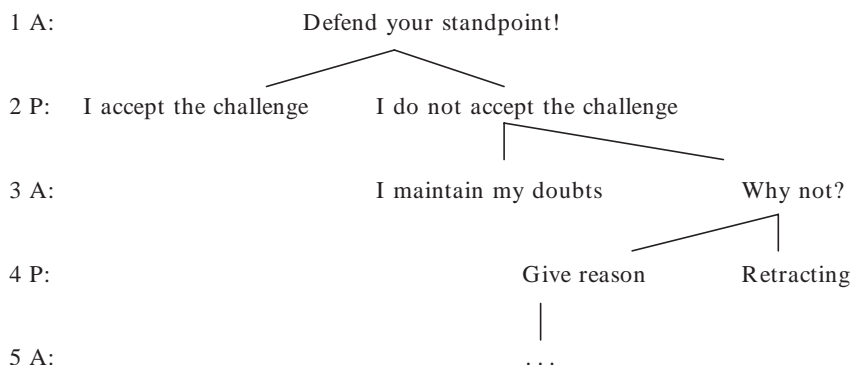 1 A: Defend your standpoint!
2 P: I accept the challenge I do not accept the challenge
3 A: I maintain my doubts Why not?
4 P: Give reason Retracting
5 A: . . .